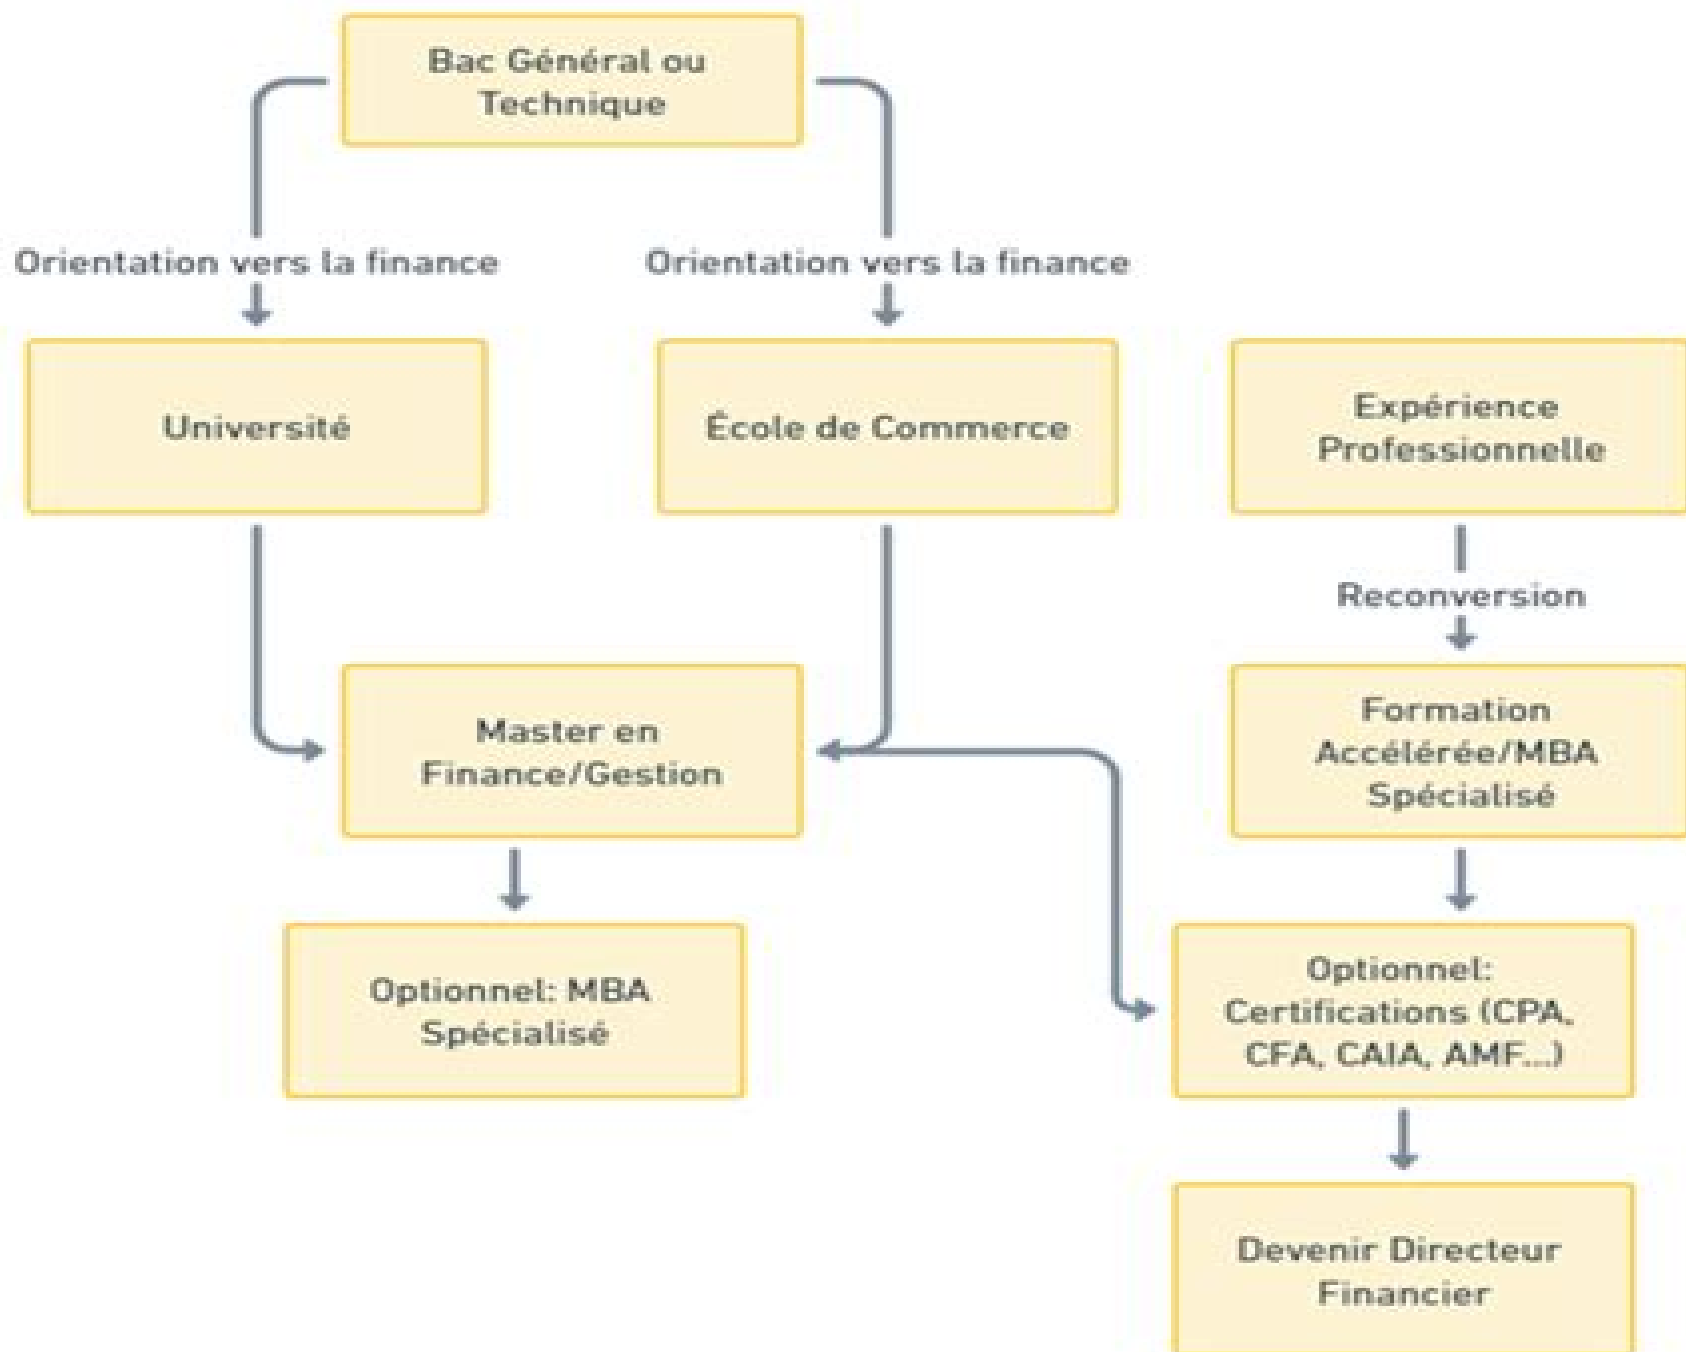 Bac Général ou
Technique
Orientation vers la finance
Orientation vers la finance
Université
École de Commerce
Expérience
Professionnelle
Reconversion
Master en
Finance/Gestion
Formation
Accélérée/MBA
Spécialisé
Optionnel: MBA
Spécialisé
Optionnel:
Certifications (CPA,
CFA, CAIA, AMF...)
Devenir Directeur
Financier